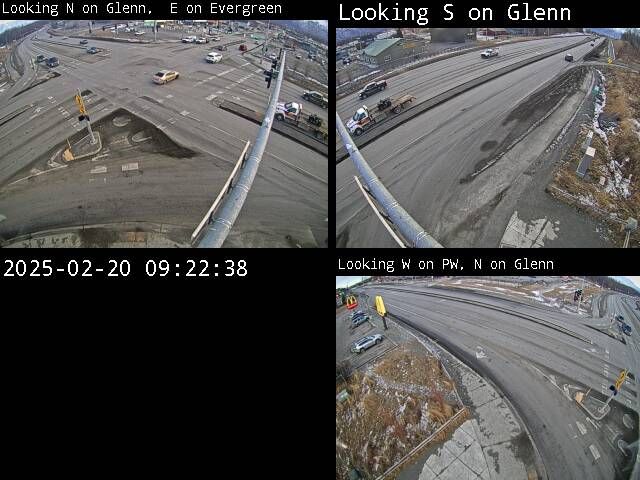 Looking N on Glenn,  E on Evergreen
Looking S on Glenn
2025-02-20 09:22:38
Looking W on PW, N on Glenn